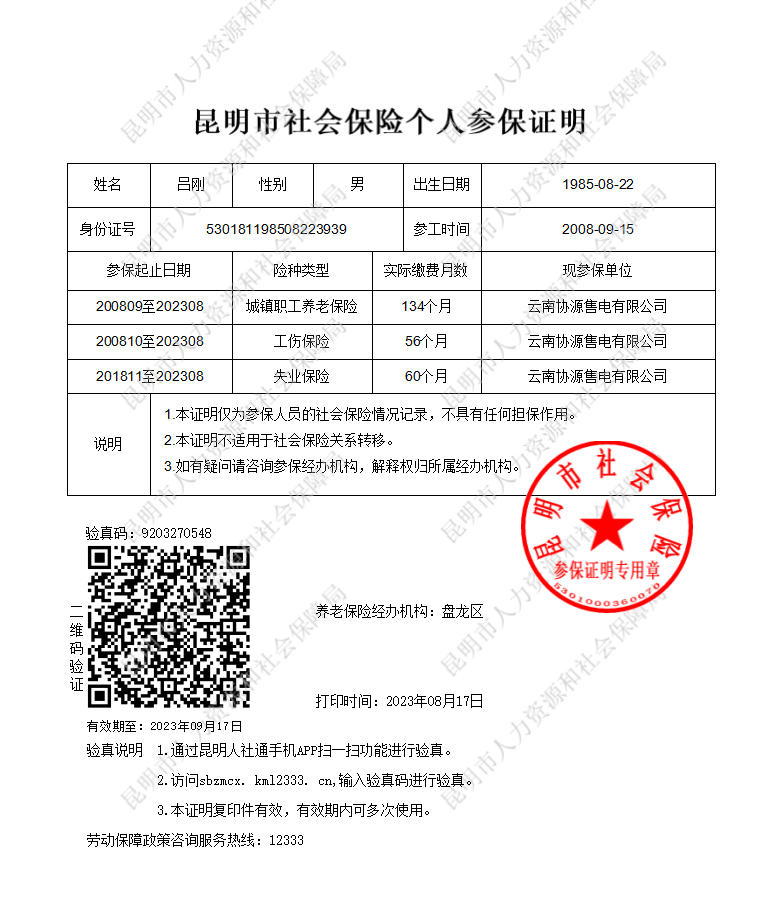 昆明市社会保险个人参保证明
姓名 吕刚 性别 男 出生日期 1985-08-22
身份证号 530181198508223939 参工时间 2008-09-15
参保起止日期 险种类型 实际缴费月数 现参保单位
200809至202308 城镇职工养老保险 134个月 云南协源售电有限公司
200810至202308 工伤保险 56个月 云南协源售电有限公司
201811至202308 失业保险 60个月 云南协源售电有限公司
说明
1.本证明仅为参保人员的社会保险情况记录，不具有任何担保作用。
2.本证明不适用于社会保险关系转移。
3.如有疑问请咨询参保经办机构，解释权归所属经办机构。
昆明市社会保险
参保证明专用章
5301000360070
验真码：9203270548
二维码验证
养老保险经办机构：盘龙区
打印时间：2023年08月17日
有效期至：2023年09月17日
验真说明 1.通过昆明人社通手机APP扫一扫功能进行验真。
2.访问sbzmcx. km12333. cn,输入验真码进行验真。
3.本证明复印件有效，有效期内可多次使用。
劳动保障政策咨询服务热线：12333
昆明市人力资源和社会保障局